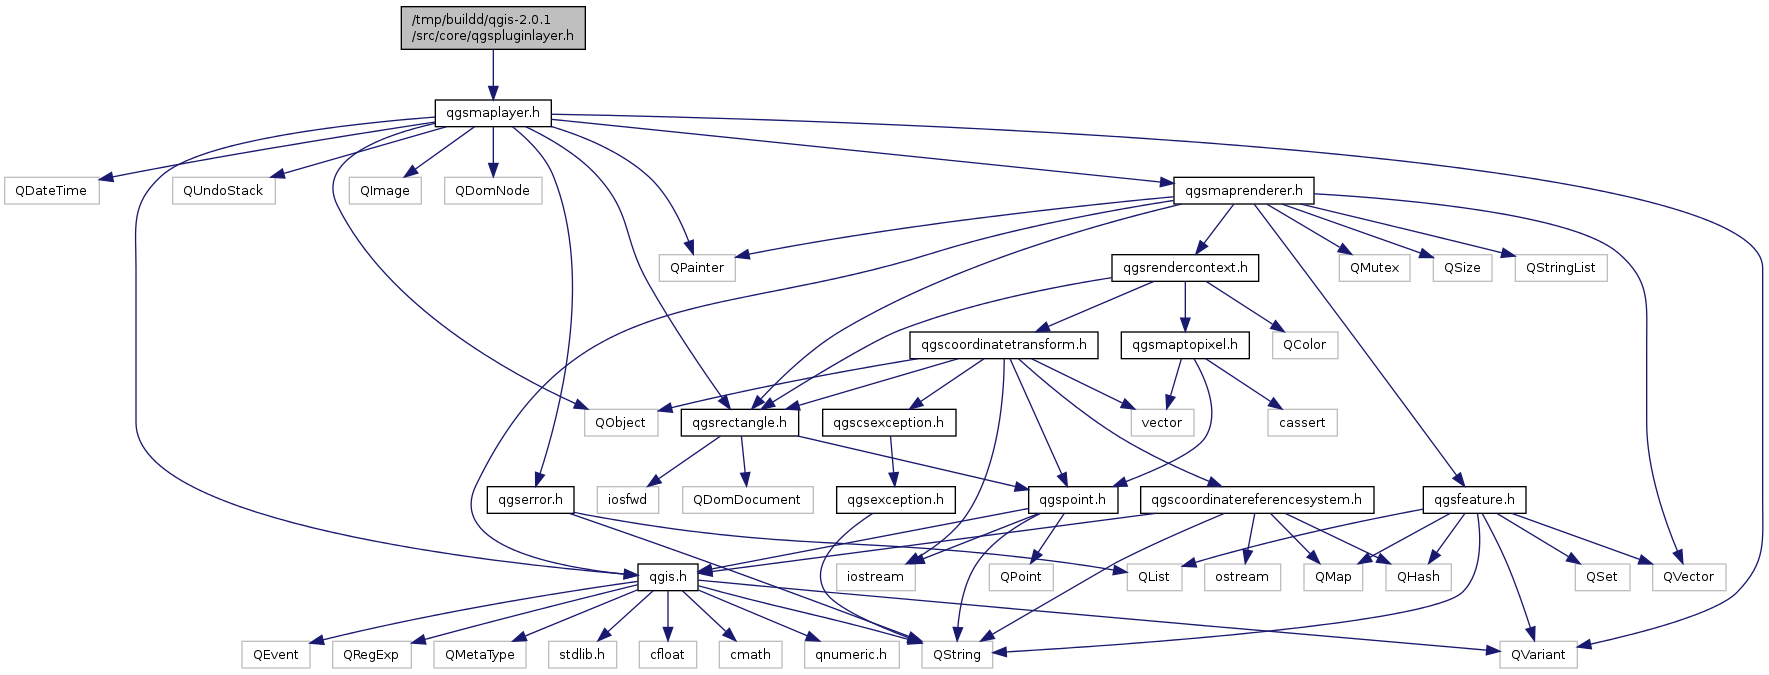 /tmp/buildd/qgis-2.0.1
/src/core/qgspluginlayer.h
qgsmaplayer.h
QDateTime
QUndoStack
QImage
QDomNode
qgsmaprenderer.h
QPainter
qgsrendercontext.h
QMutex
QSize
QStringList
qgscoordinatetransform.h
qgsmaptopixel.h
QColor
QObject
qgsrectangle.h
qgscsexception.h
vector
cassert
qgserror.h
iosfwd
QDomDocument
qgsexception.h
qgspoint.h
qgscoordinatereferencesystem.h
qgsfeature.h
qgis.h
iostream
QPoint
QList
ostream
QMap
QHash
QSet
QVector
QEvent
QRegExp
QMetaType
stdlib.h
cfloat
cmath
qnumeric.h
QString
QVariant